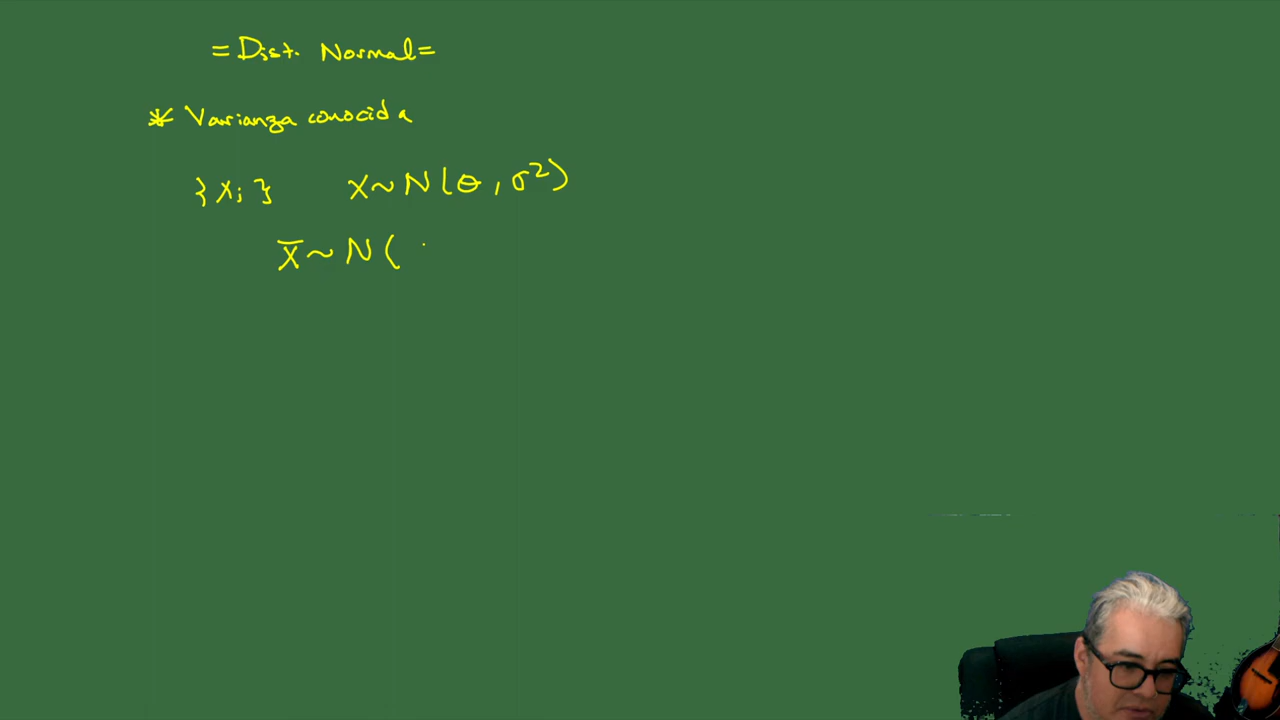 =Dist. Normal=
* Varianza conocida
{xi} x~N(θ, σ²)
x̄~N(